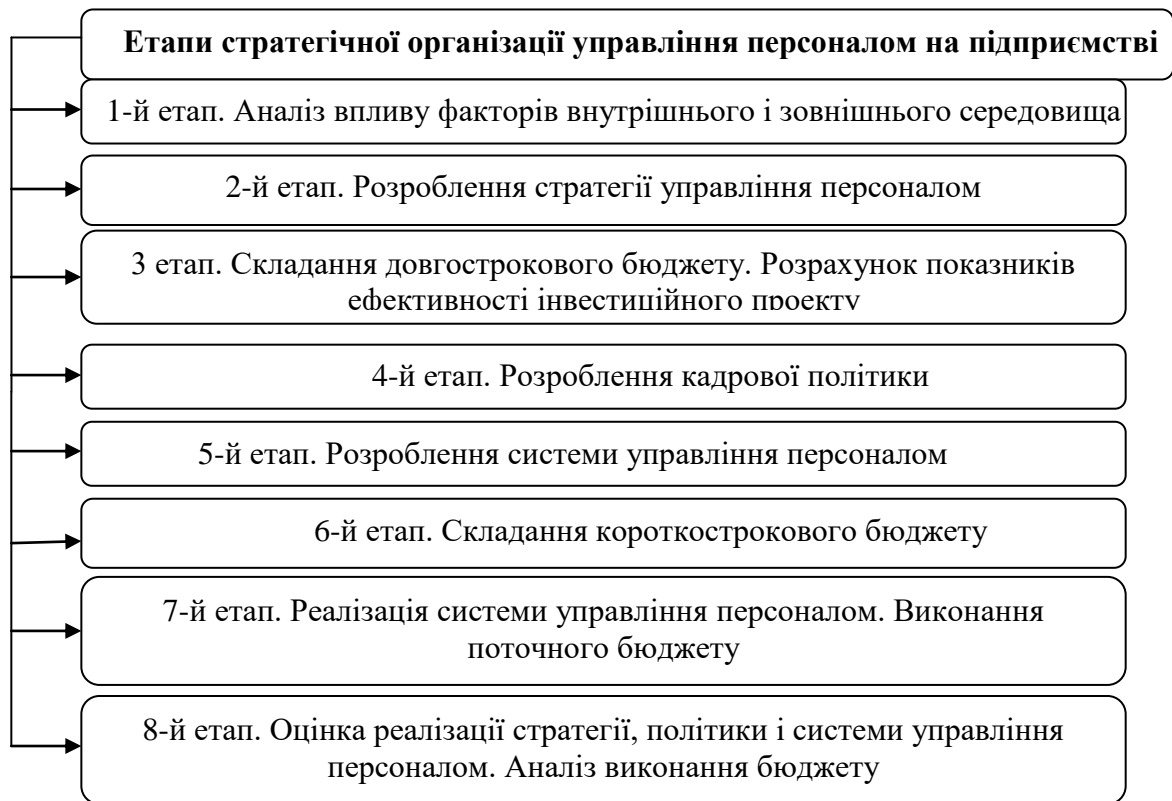 Етапи стратегічної організації управління персоналом на підприємстві
1-й етап. Аналіз впливу факторів внутрішнього і зовнішнього середовища
2-й етап. Розроблення стратегії управління персоналом
3 етап. Складання довгострокового бюджету. Розрахунок показників
ефективності інвестиційного проекту
4-й етап. Розроблення кадрової політики
5-й етап. Розроблення системи управління персоналом
6-й етап. Складання короткострокового бюджету
7-й етап. Реалізація системи управління персоналом. Виконання
поточного бюджету
8-й етап. Оцінка реалізації стратегії, політики і системи управління
персоналом. Аналіз виконання бюджету